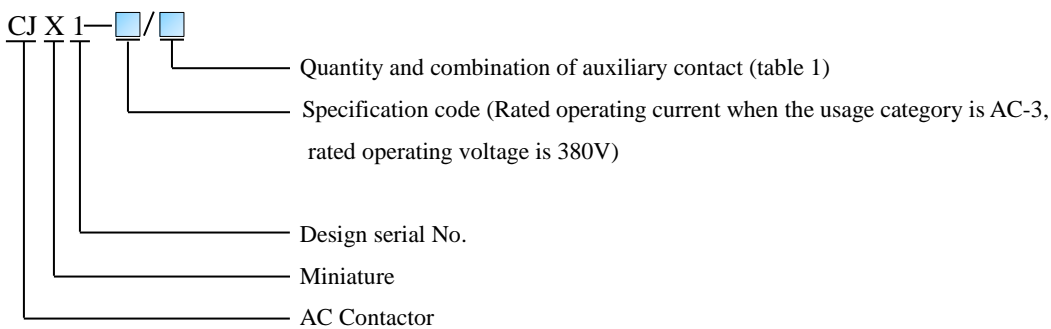 CJ X 1—□/□
Quantity and combination of auxiliary contact (table 1)
Specification code (Rated operating current when the usage category is AC-3,
rated operating voltage is 380V)
Design serial No.
Miniature
AC Contactor